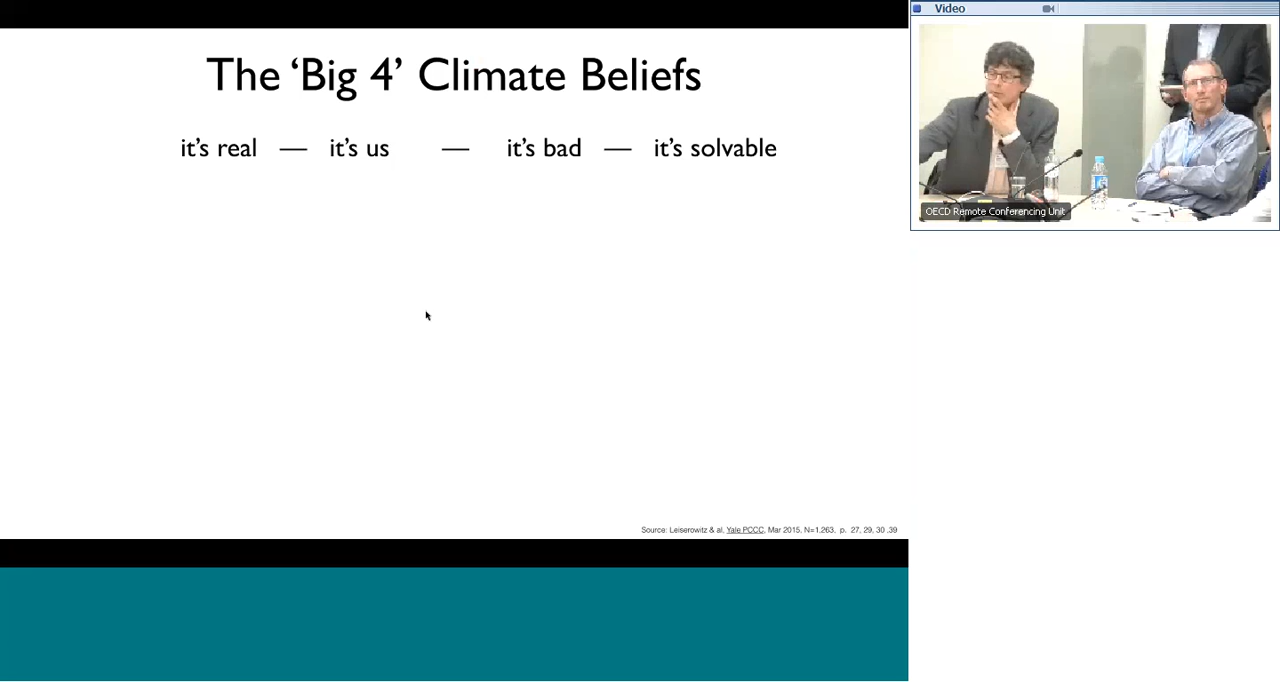 The ‘Big 4’ Climate Beliefs
it’s real — it’s us — it’s bad — it’s solvable
Source: Leiserowitz & al, Yale PCCC, Mar 2015, N=1,263, p. 27, 29, 30 ,39
Video
OECD Remote Conferencing Unit